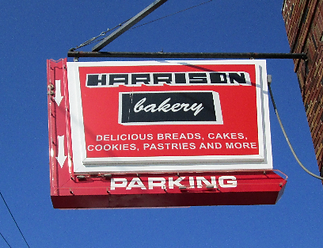 HARRISON
bakery
DELICIOUS BREADS, CAKES,
COOKIES, PASTRIES AND MORE
PARKING